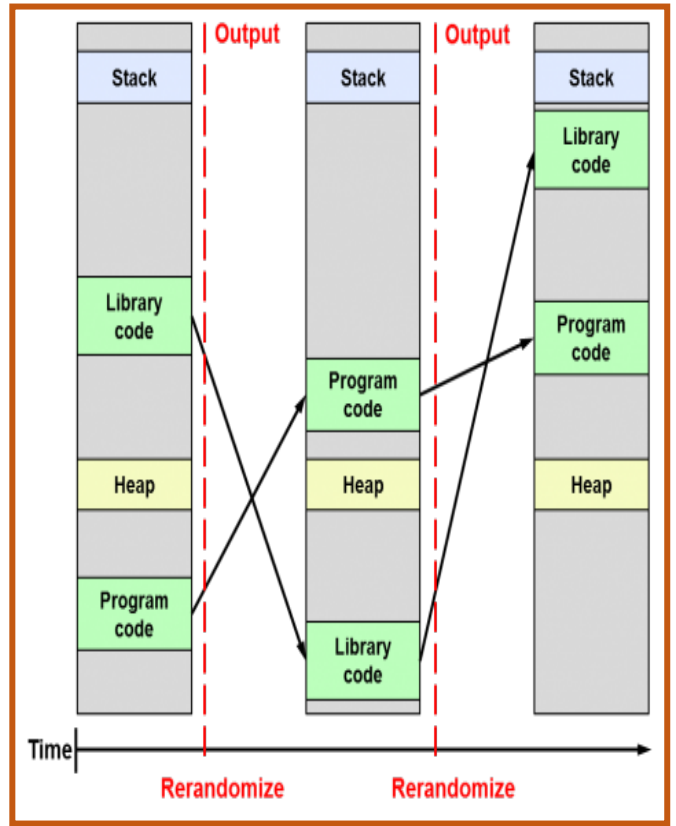 Output
Output
Stack
Stack
Stack
Library
code
Library
code
Program
code
Program
code
Heap
Heap
Heap
Program
code
Library
code
Time
Rerandomize
Rerandomize